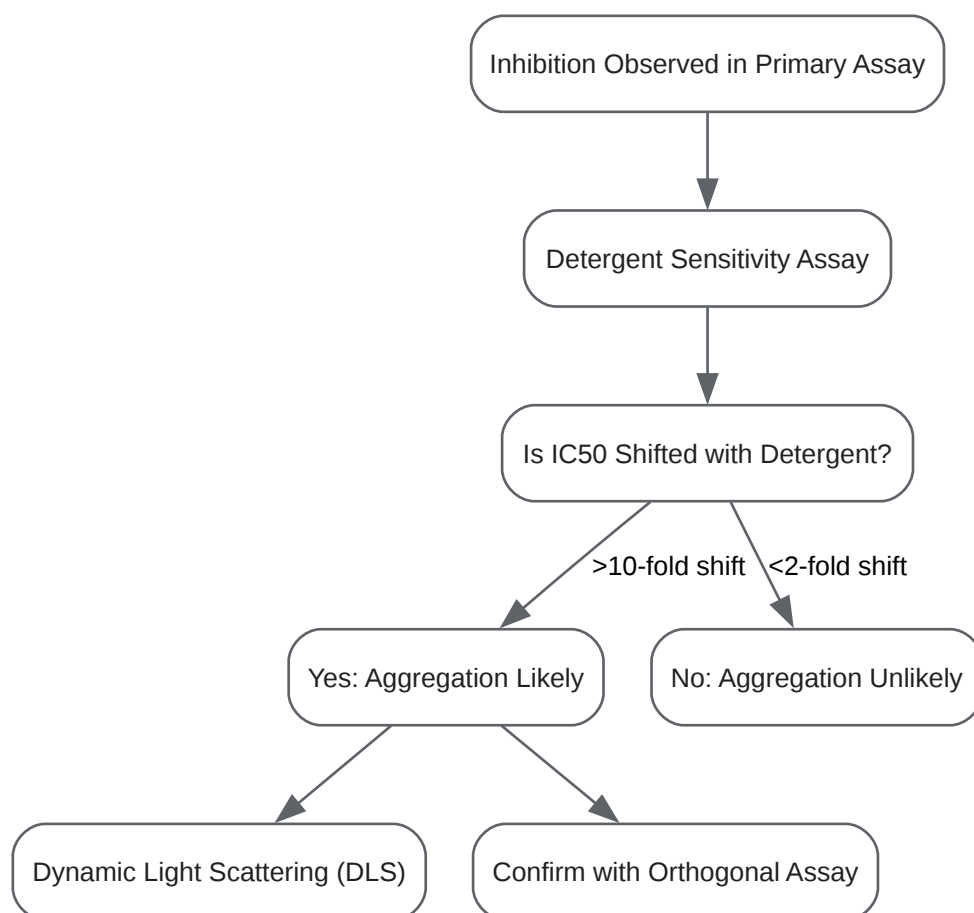 Inhibition Observed in Primary Assay
Detergent Sensitivity Assay
Is IC50 Shifted with Detergent?
>10-fold shift
<2-fold shift
Yes: Aggregation Likely
No: Aggregation Unlikely
Dynamic Light Scattering (DLS)
Confirm with Orthogonal Assay